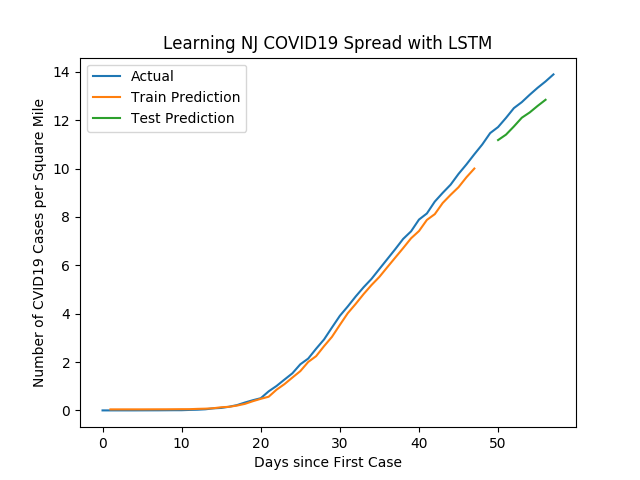 Learning NJ COVID19 Spread with LSTM
Actual
Train Prediction
Test Prediction
Number of CVID19 Cases per Square Mile
14
12
10
8
6
4
2
0
0 10 20 30 40 50
Days since First Case